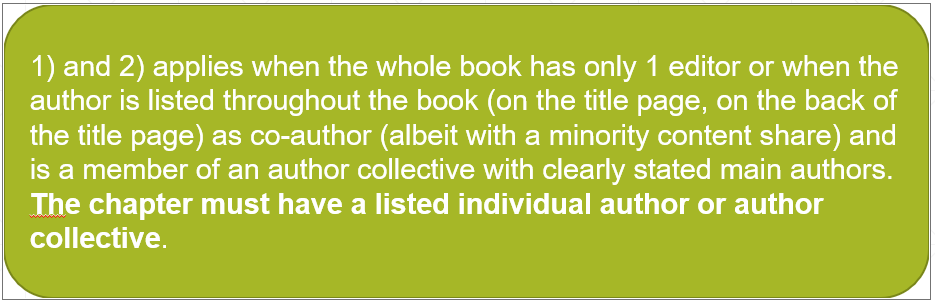 1) and 2) applies when the whole book has only 1 editor or when the
author is listed throughout the book (on the title page, on the back of
the title page) as co-author (albeit with a minority content share) and
is a member of an author collective with clearly stated main authors.
The chapter must have a listed individual author or author
collective.